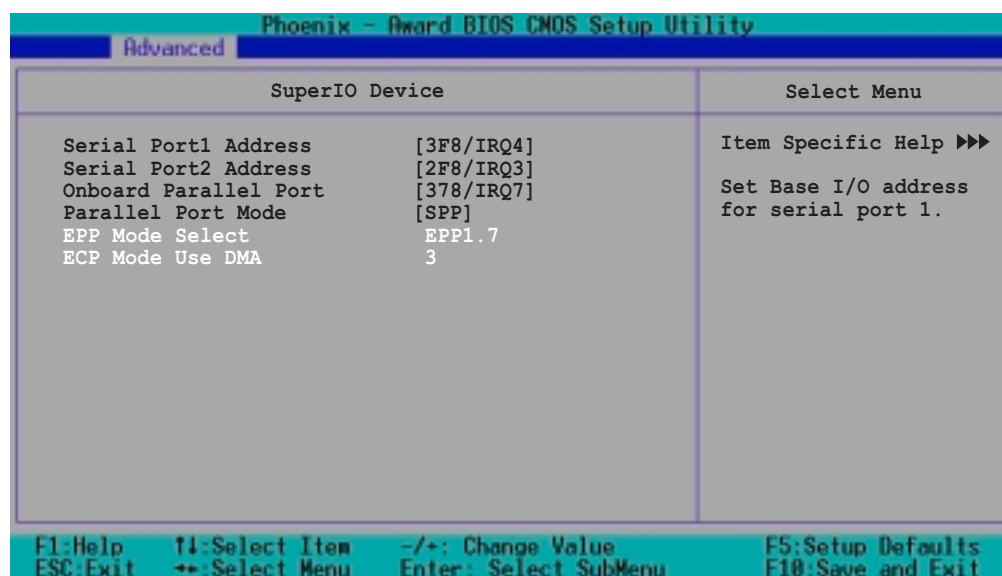 Phoenix - Award BIOS CMOS Setup Utility
Advanced
SuperIO Device
Select Menu
Serial Port1 Address [3F8/IRQ4]
Serial Port2 Address [2F8/IRQ3]
Onboard Parallel Port [378/IRQ7]
Parallel Port Mode [SPP]
EPP Mode Select EPP1.7
ECP Mode Use DMA 3
Item Specific Help ▶▶▶
Set Base I/O address
for serial port 1.
F1:Help ↑↓:Select Item -/+: Change Value F5:Setup Defaults
ESC:Exit ←→:Select Menu Enter: Select SubMenu F10:Save and Exit